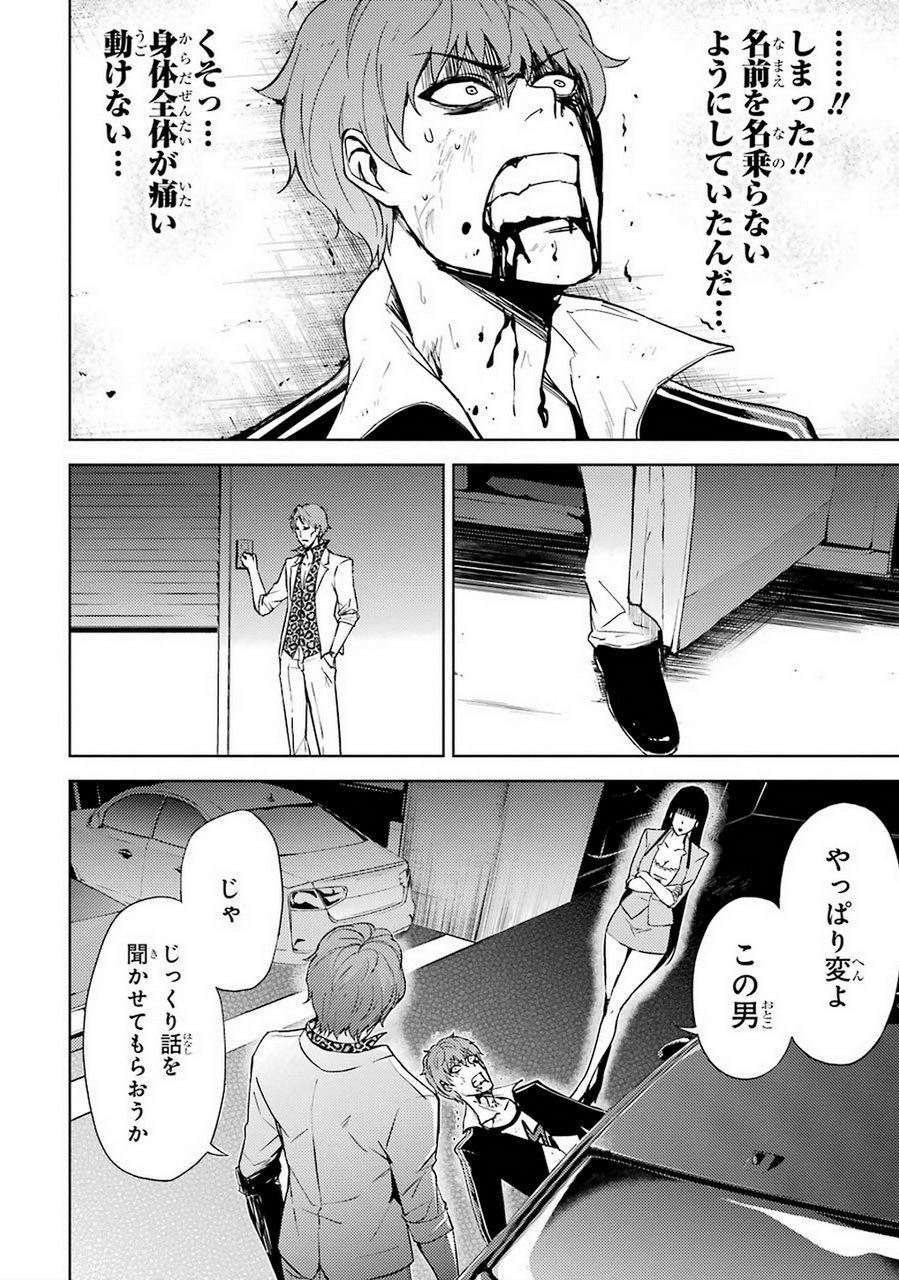 ……!!
しまった!!
名前を名乗らない
ようにしていたんだ…
くそっ…
身体全体が痛い
動けない…
やっぱり変よ
この男
じゃ
じっくり話を
聞かせてもらおうか